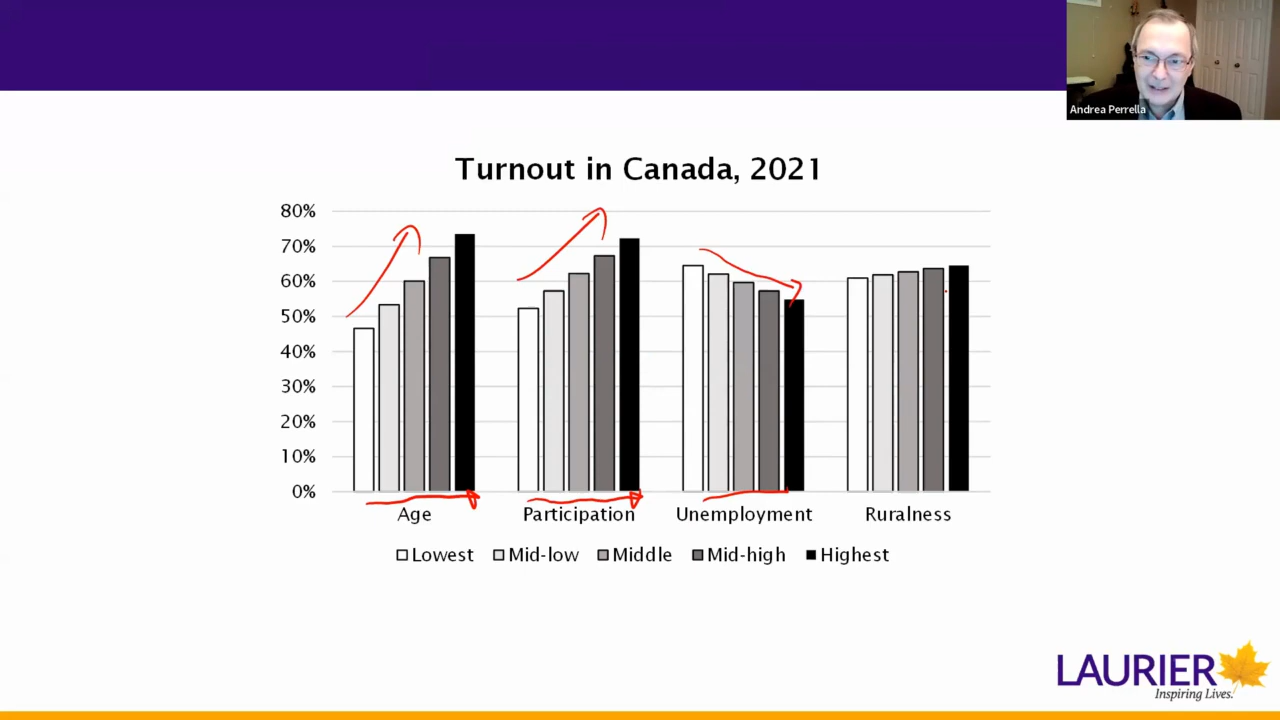 Andrea Perrella
Turnout in Canada, 2021
80%
70%
60%
50%
40%
30%
20%
10%
0%
Age Participation Unemployment Ruralness
Lowest Mid-low Middle Mid-high Highest
LAURIER
Inspiring Lives.